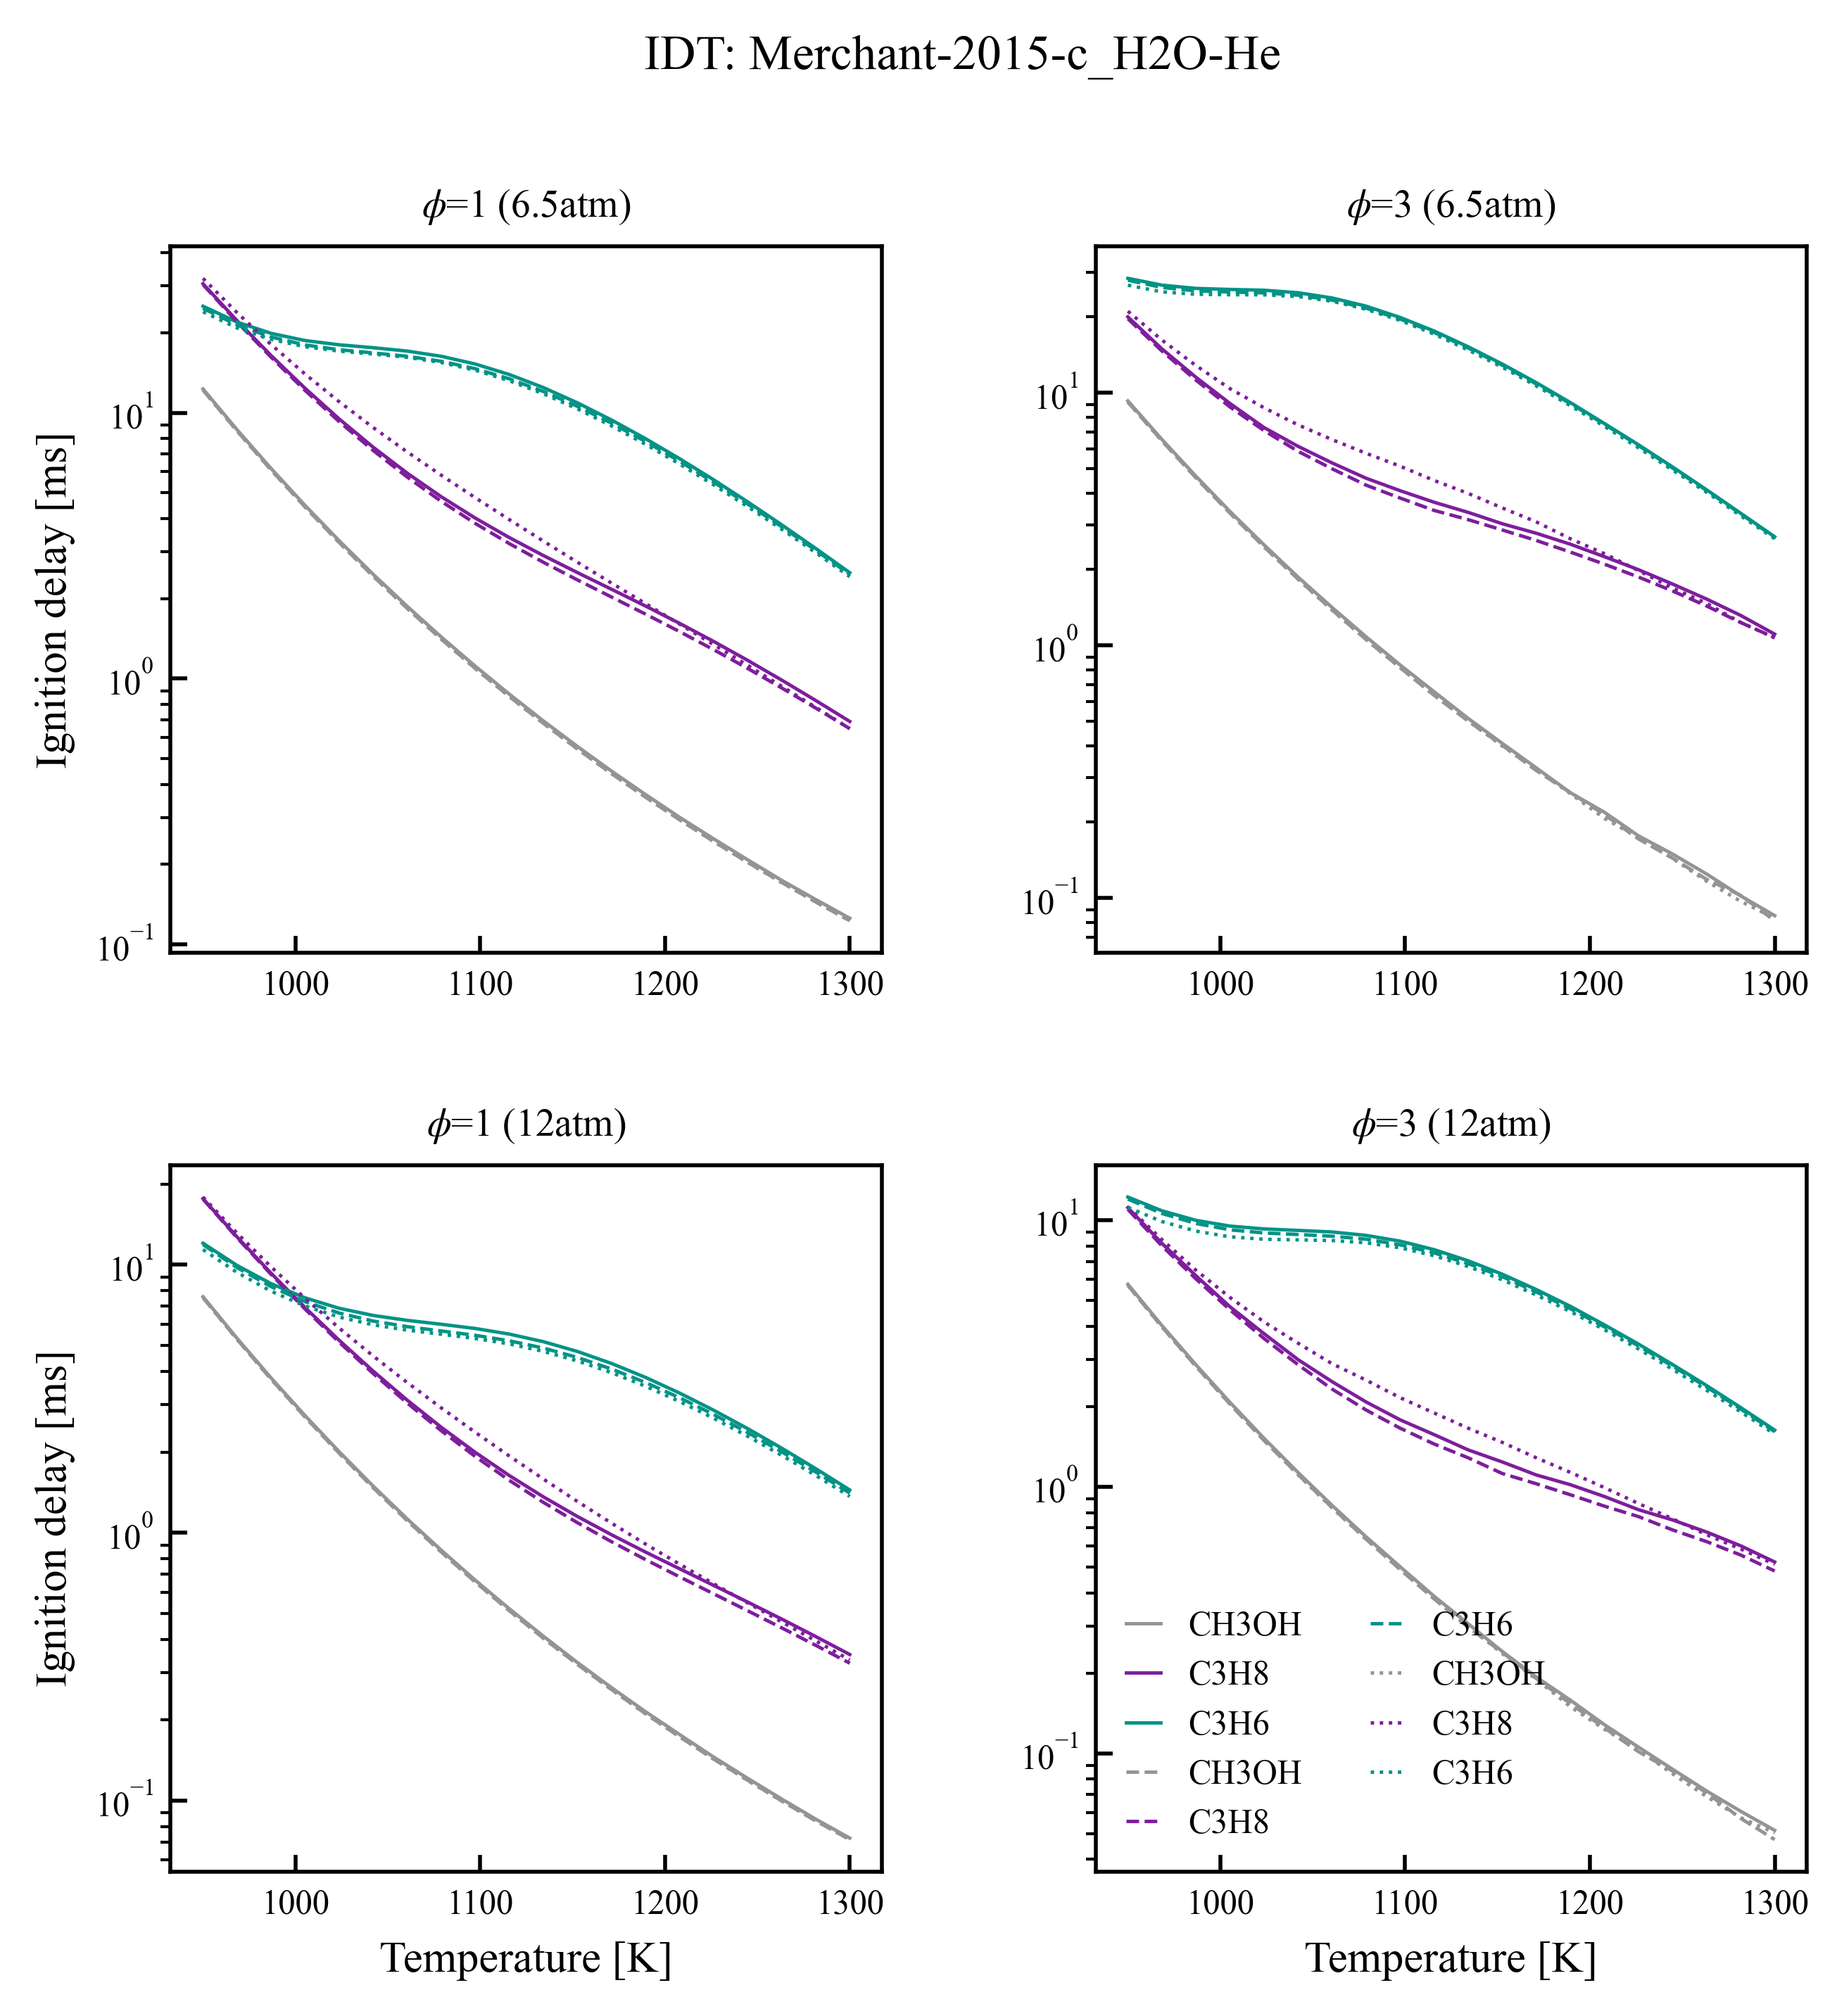 IDT: Merchant-2015-c_H2O-He
ϕ=1 (6.5atm)
Ignition delay [ms]
10¹
10⁰
10⁻¹
1000 1100 1200 1300
ϕ=3 (6.5atm)
10¹
10⁰
10⁻¹
1000 1100 1200 1300
ϕ=1 (12atm)
Ignition delay [ms]
10¹
10⁰
10⁻¹
1000 1100 1200 1300
Temperature [K]
ϕ=3 (12atm)
10¹
10⁰
10⁻¹
CH3OH
C3H8
C3H6
CH3OH
C3H8
C3H6
CH3OH
C3H8
C3H6
1000 1100 1200 1300
Temperature [K]